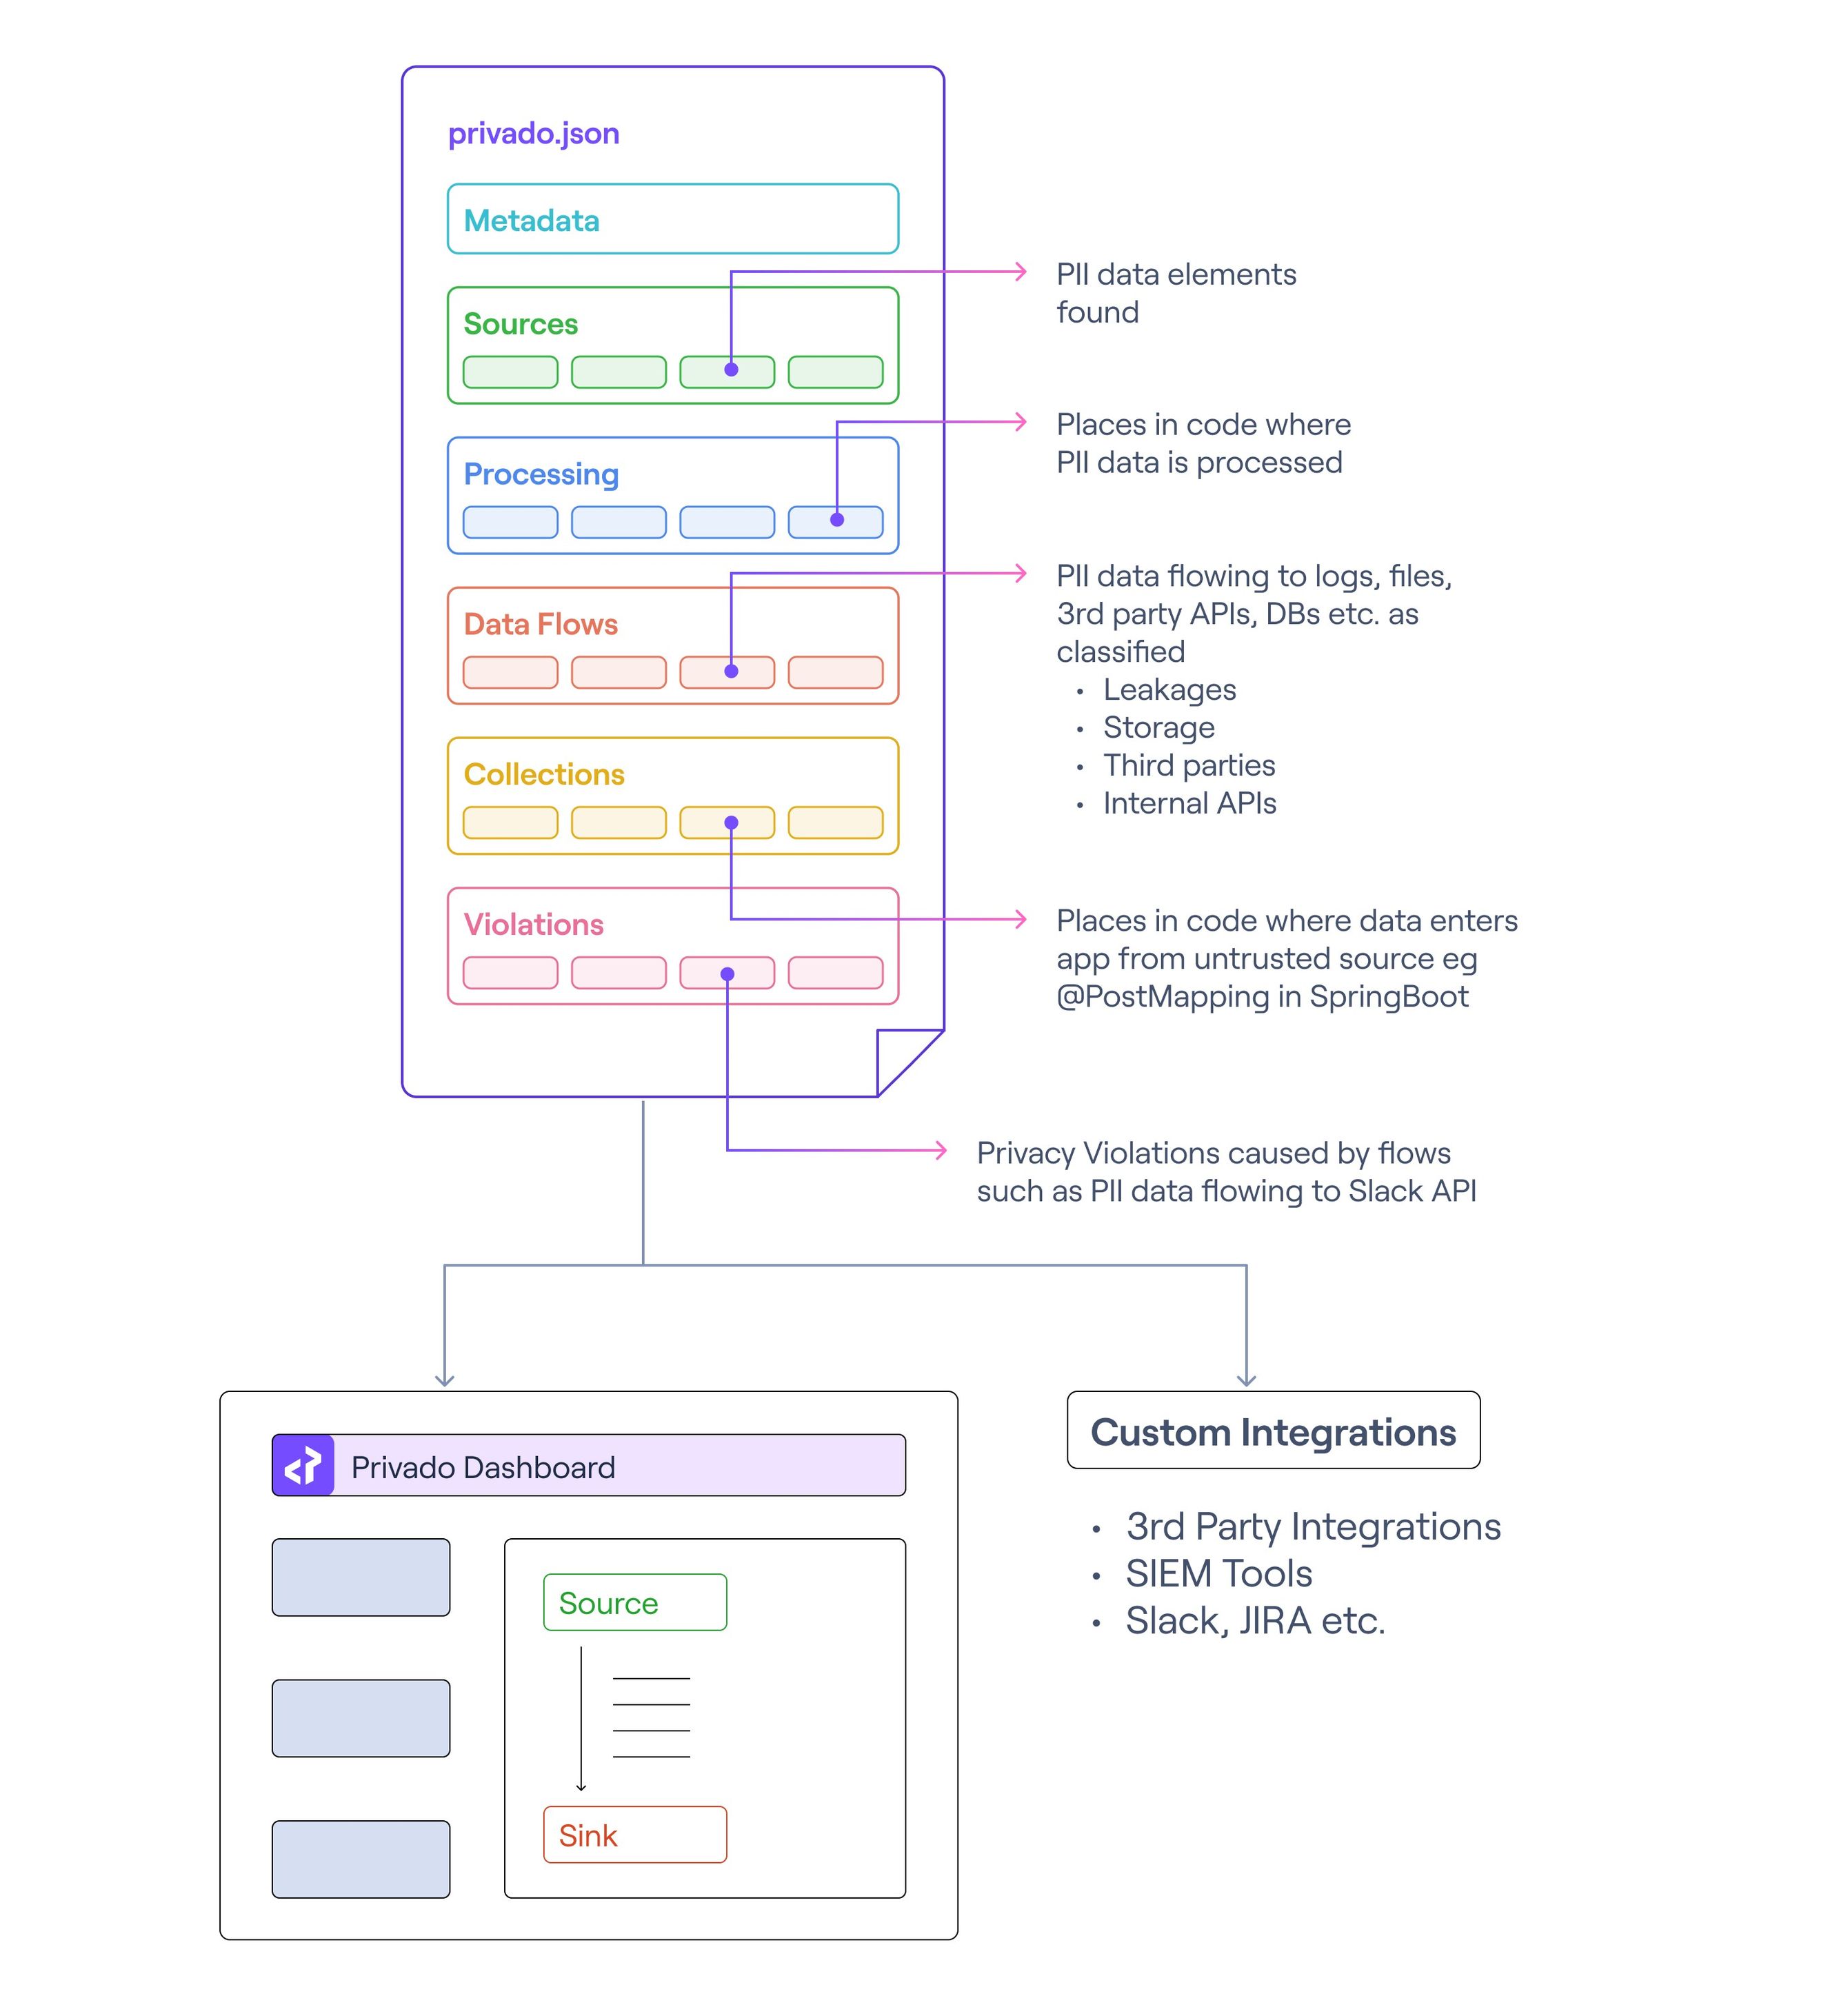 privado.json
Metadata
Sources
PII data elements
found
Processing
Places in code where
PII data is processed
Data Flows
PII data flowing to logs, files,
3rd party APIs, DBs etc. as
classified
• Leakages
• Storage
• Third parties
• Internal APIs
Collections
Places in code where data enters
app from untrusted source eg
@PostMapping in SpringBoot
Violations
Privacy Violations caused by flows
such as PII data flowing to Slack API
Privado Dashboard
Source
Sink
Custom Integrations
• 3rd Party Integrations
• SIEM Tools
• Slack, JIRA etc.